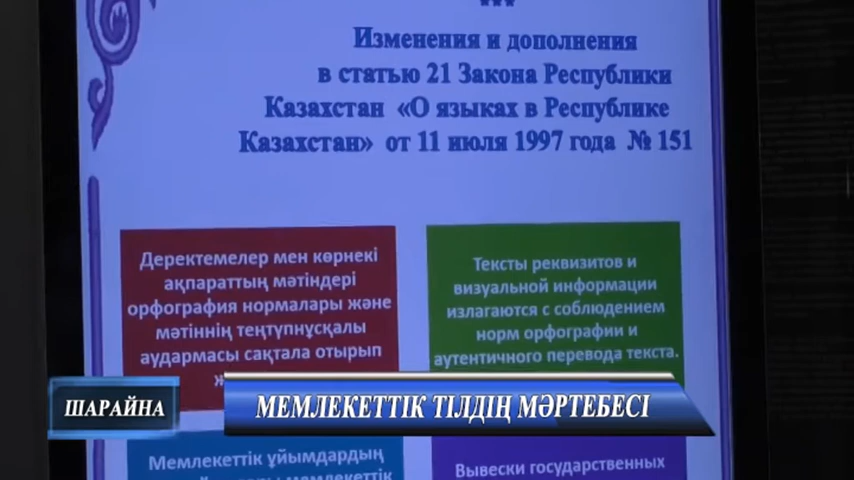 ***
Изменения и дополнения
в статью 21 Закона Республики
Казахстан «О языках в Республике
Казахстан» от 11 июля 1997 года № 151
Деректемелер мен көрнекі
ақпараттың мәтіндері
орфография нормалары және
мәтіннің теңтүпнұсқалы
аудармасы сақтала отырып
Тексты реквизитов и
визуальной информации
излагаются с соблюдением
норм орфографии и
аутентичного перевода текста.
ШАРАЙНА
МЕМЛЕКЕТТІК ТІЛДІҢ МӘРТЕБЕСІ
Мемлекеттік ұйымдардың
мемлекеттік
Вывески государственных